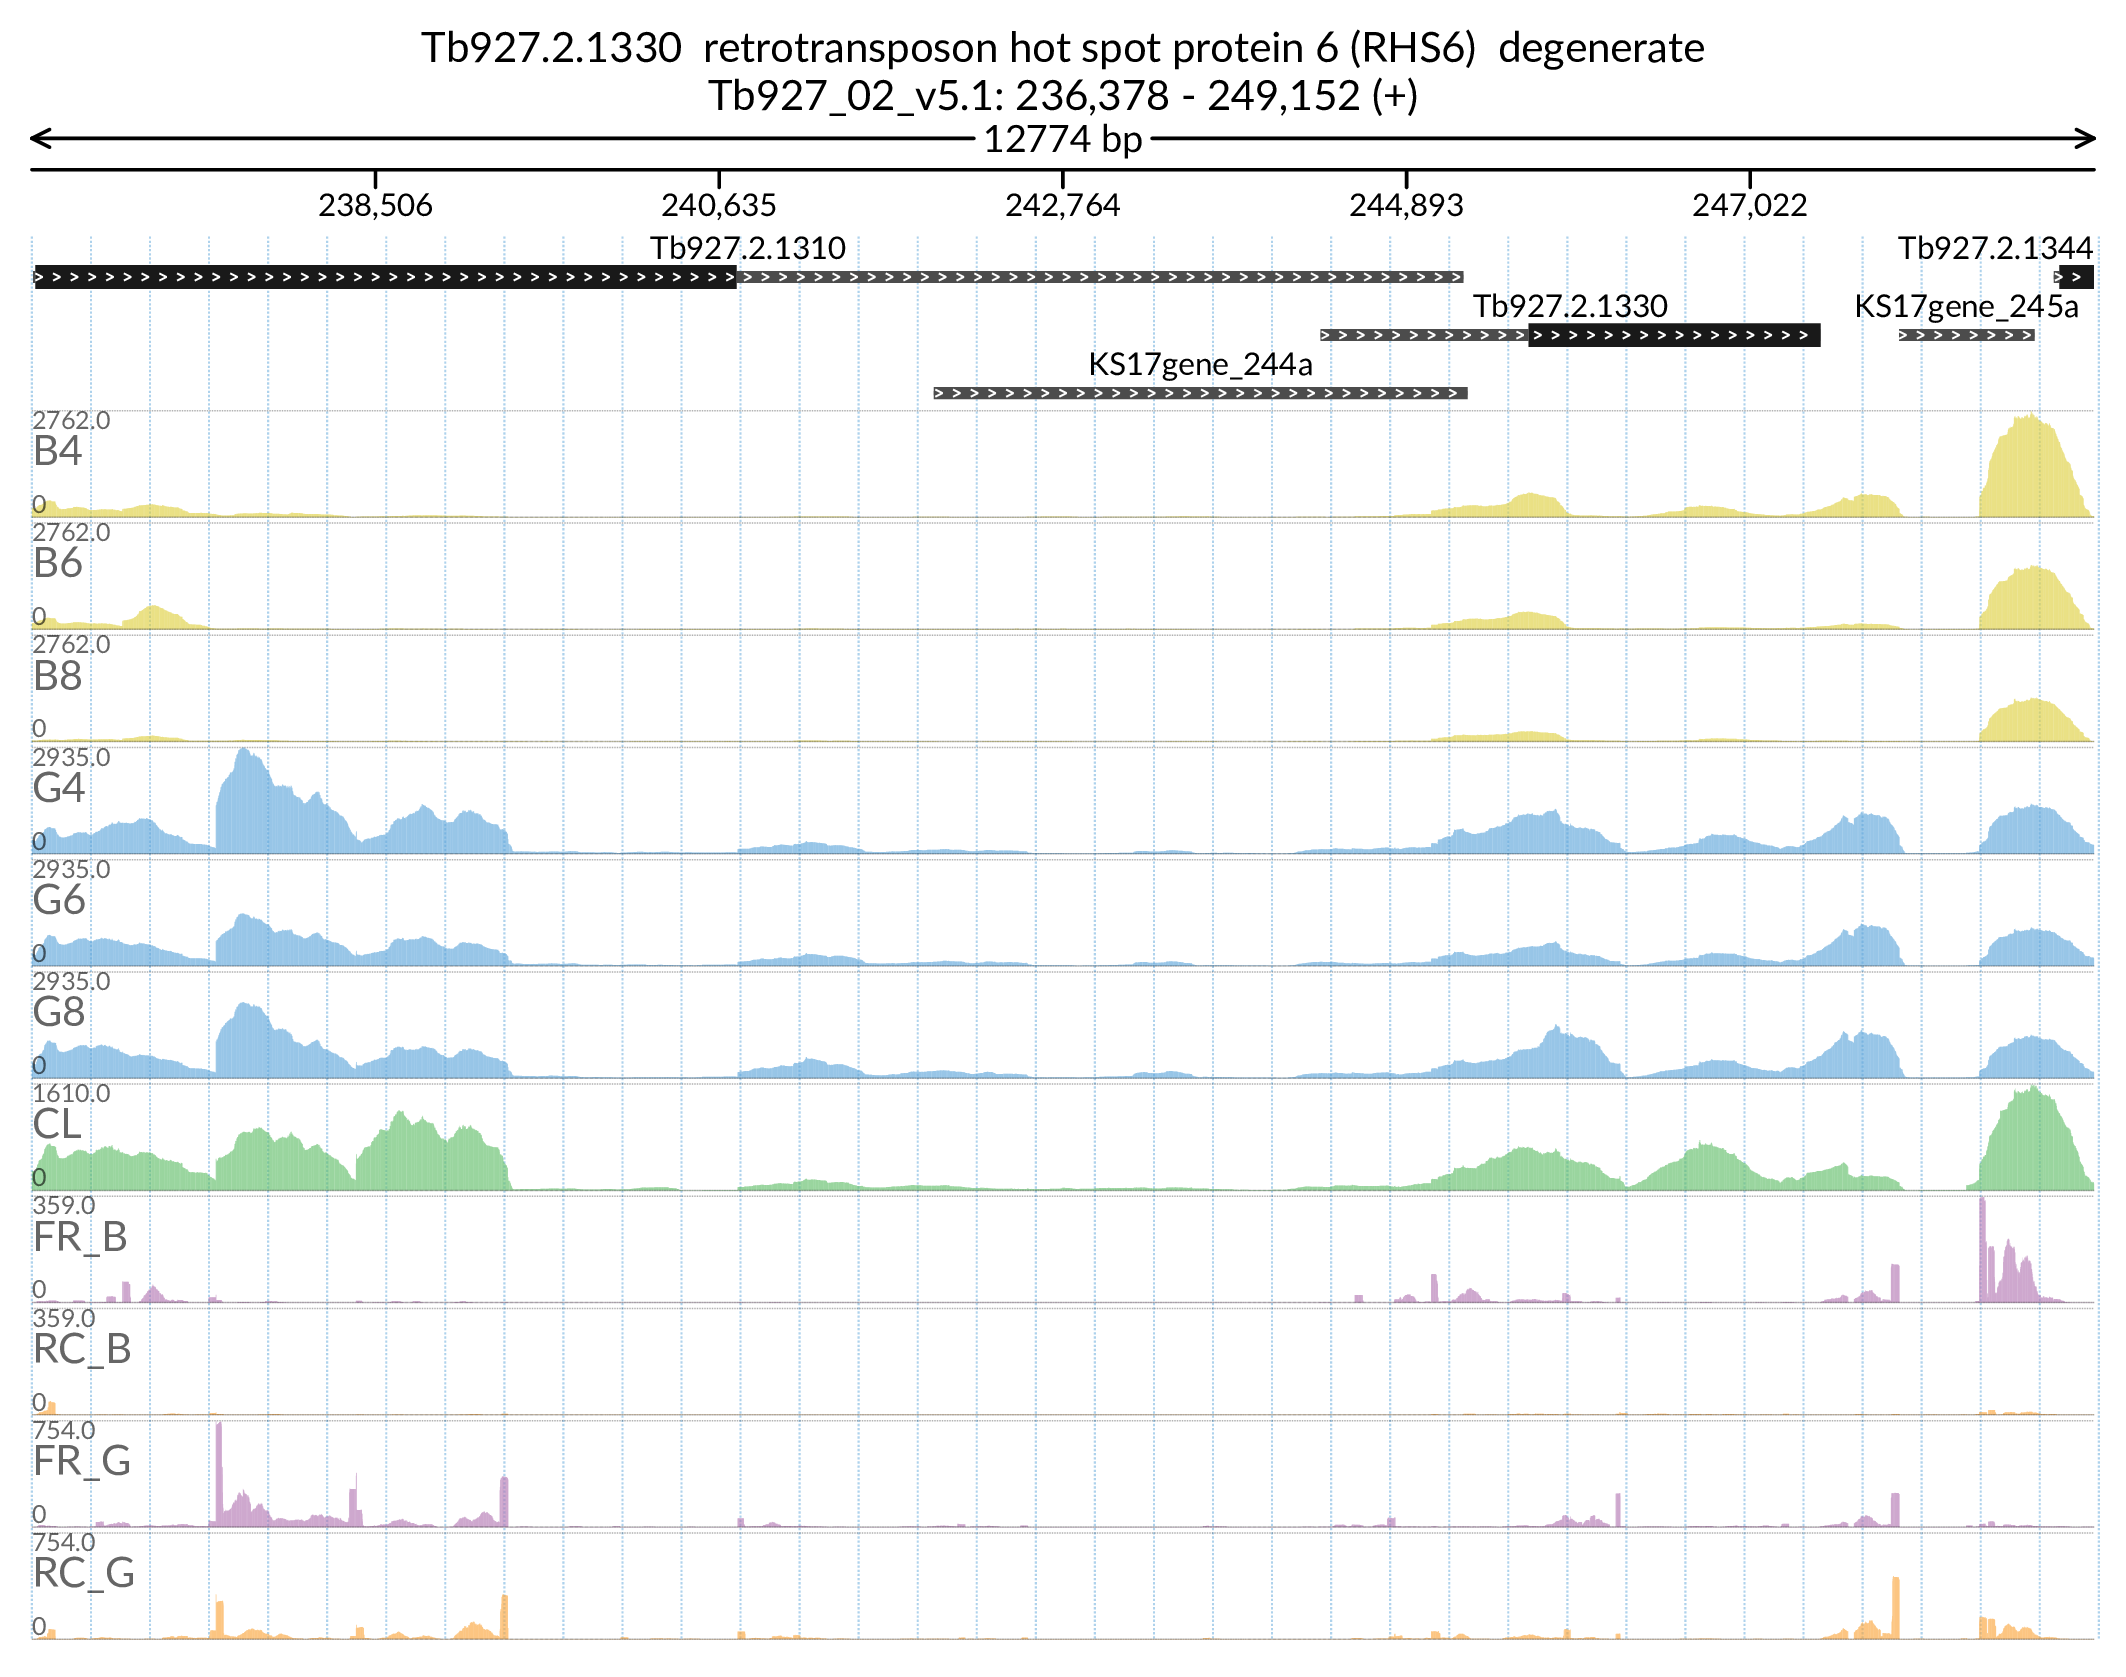 Tb927.2.1330 retrotransposon hot spot protein 6 (RHS6) degenerate
Tb927_02_v5.1: 236,378 - 249,152 (+)
12774 bp
238,506 240,635 242,764 244,893 247,022
Tb927.2.1310 Tb927.2.1344
Tb927.2.1330 KS17gene_245a
KS17gene_244a
2762.0
B4
0
2762.0
B6
0
2762.0
B8
0
2935.0
G4
0
2935.0
G6
0
2935.0
G8
0
1610.0
CL
0
359.0
FR_B
0
359.0
RC_B
0
754.0
FR_G
0
754.0
RC_G
0